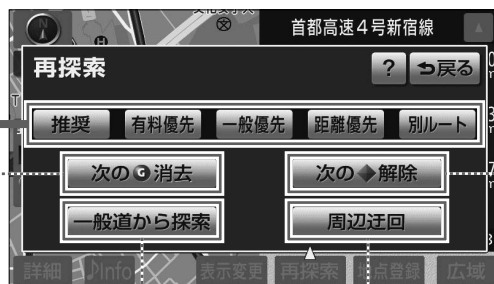 首都高速4号新宿線
再探索
? 戻る
推奨 有料優先 一般優先 距離優先 別ルート
次のG消去 次の◆解除
一般道から探索 周辺迂回
詳細 ♪Info 表示変更 再探索 地点登録 広域